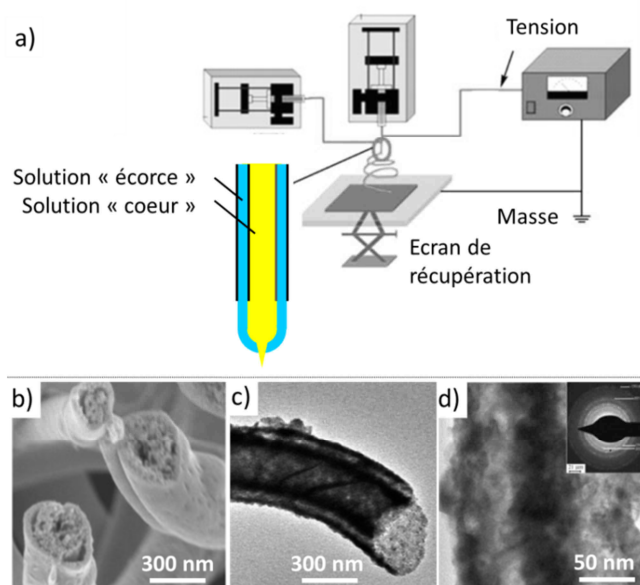 a)
Tension
Solution « écorce »
Solution « coeur »
Masse
Ecran de
récupération
b)
300 nm
c)
300 nm
d)
50 nm